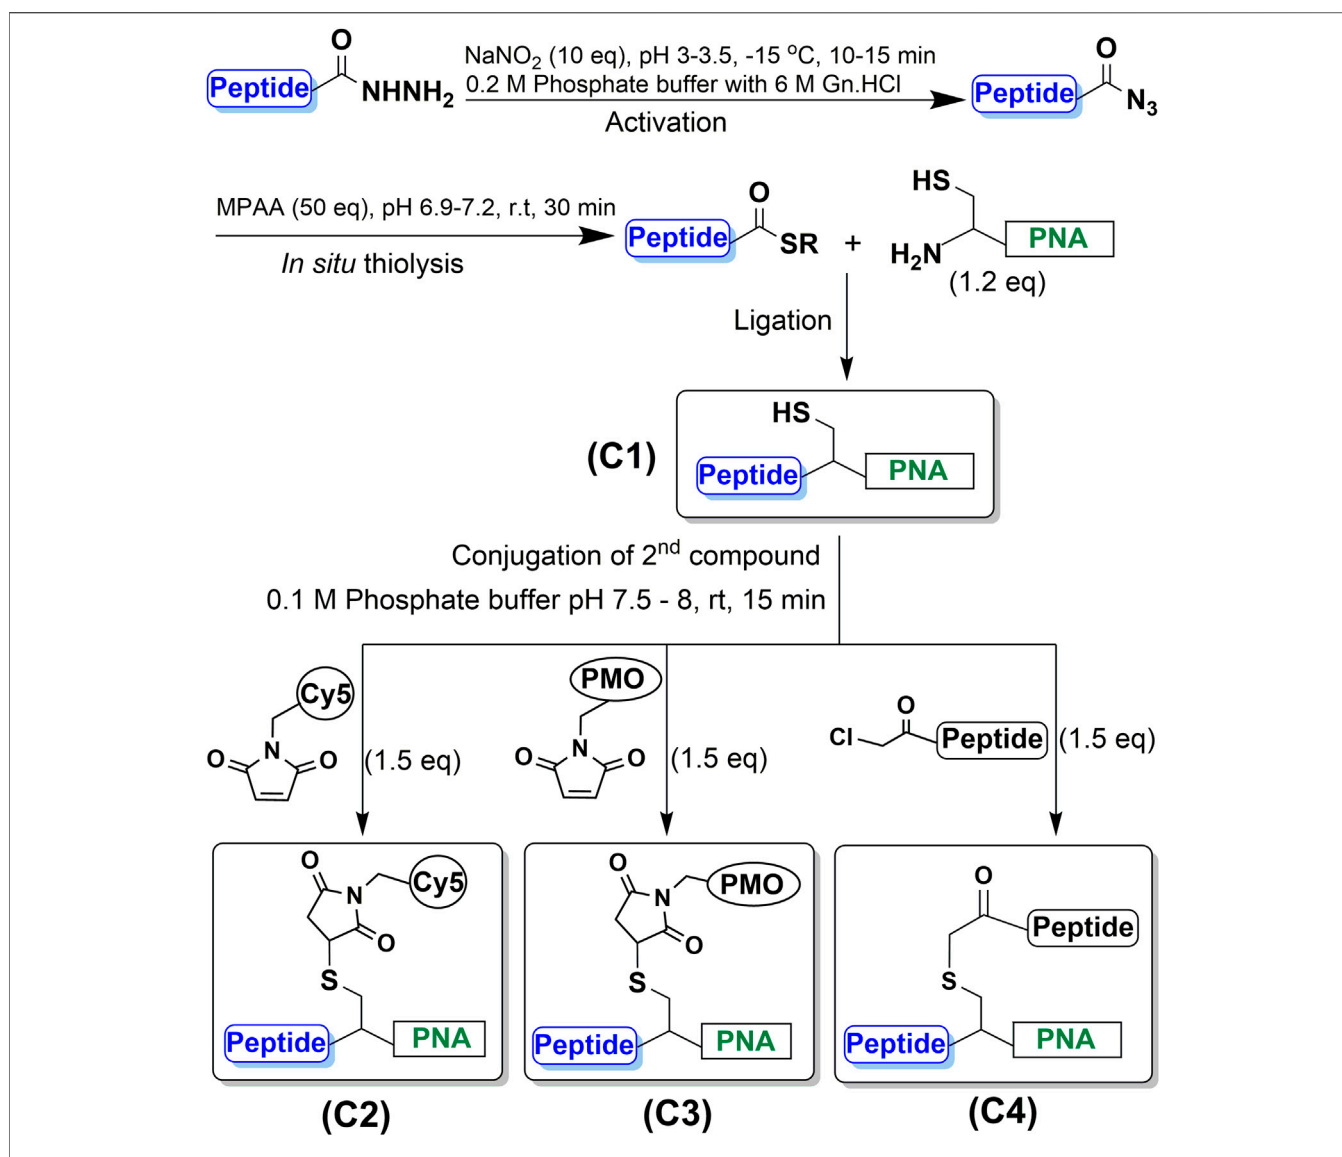 O
Peptide
NHNH2
NaNO2 (10 eq), pH 3-3.5, -15 °C, 10-15 min
0.2 M Phosphate buffer with 6 M Gn.HCl
Activation
O
Peptide
N3
MPAA (50 eq), pH 6.9-7.2, r.t, 30 min
In situ thiolysis
O
Peptide
SR
+
HS
H2N
PNA
(1.2 eq)
Ligation
(C1)
HS
Peptide
PNA
Conjugation of 2nd compound
0.1 M Phosphate buffer pH 7.5 - 8, rt, 15 min
Cy5
N
O
O
(1.5 eq)
PMO
N
O
O
(1.5 eq)
O
Cl
Peptide
(1.5 eq)
O
N
Cy5
O
S
Peptide
PNA
(C2)
O
N
PMO
O
S
Peptide
PNA
(C3)
O
Peptide
S
Peptide
PNA
(C4)